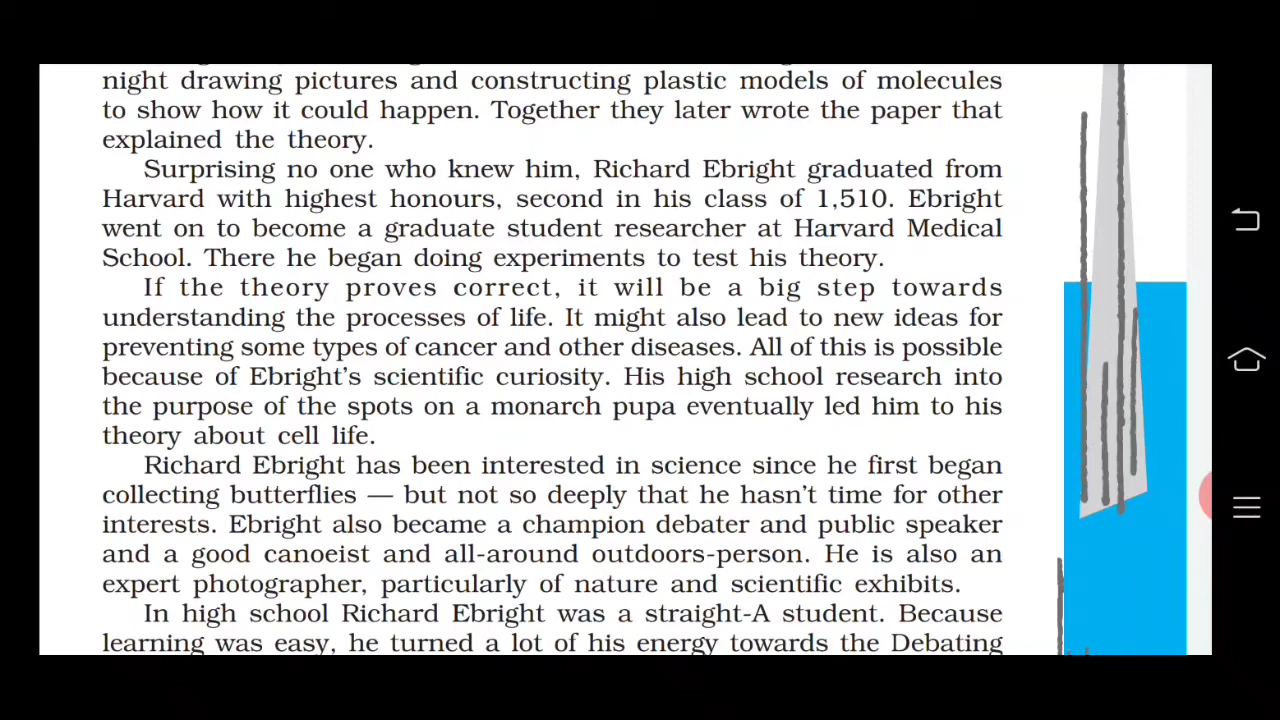 night drawing pictures and constructing plastic models of molecules
to show how it could happen. Together they later wrote the paper that
explained the theory.
Surprising no one who knew him, Richard Ebright graduated from
Harvard with highest honours, second in his class of 1,510. Ebright
went on to become a graduate student researcher at Harvard Medical
School. There he began doing experiments to test his theory.
If the theory proves correct, it will be a big step towards
understanding the processes of life. It might also lead to new ideas for
preventing some types of cancer and other diseases. All of this is possible
because of Ebright's scientific curiosity. His high school research into
the purpose of the spots on a monarch pupa eventually led him to his
theory about cell life.
Richard Ebright has been interested in science since he first began
collecting butterflies — but not so deeply that he hasn't time for other
interests. Ebright also became a champion debater and public speaker
and a good canoeist and all-around outdoors-person. He is also an
expert photographer, particularly of nature and scientific exhibits.
In high school Richard Ebright was a straight-A student. Because
learning was easy, he turned a lot of his energy towards the Debating